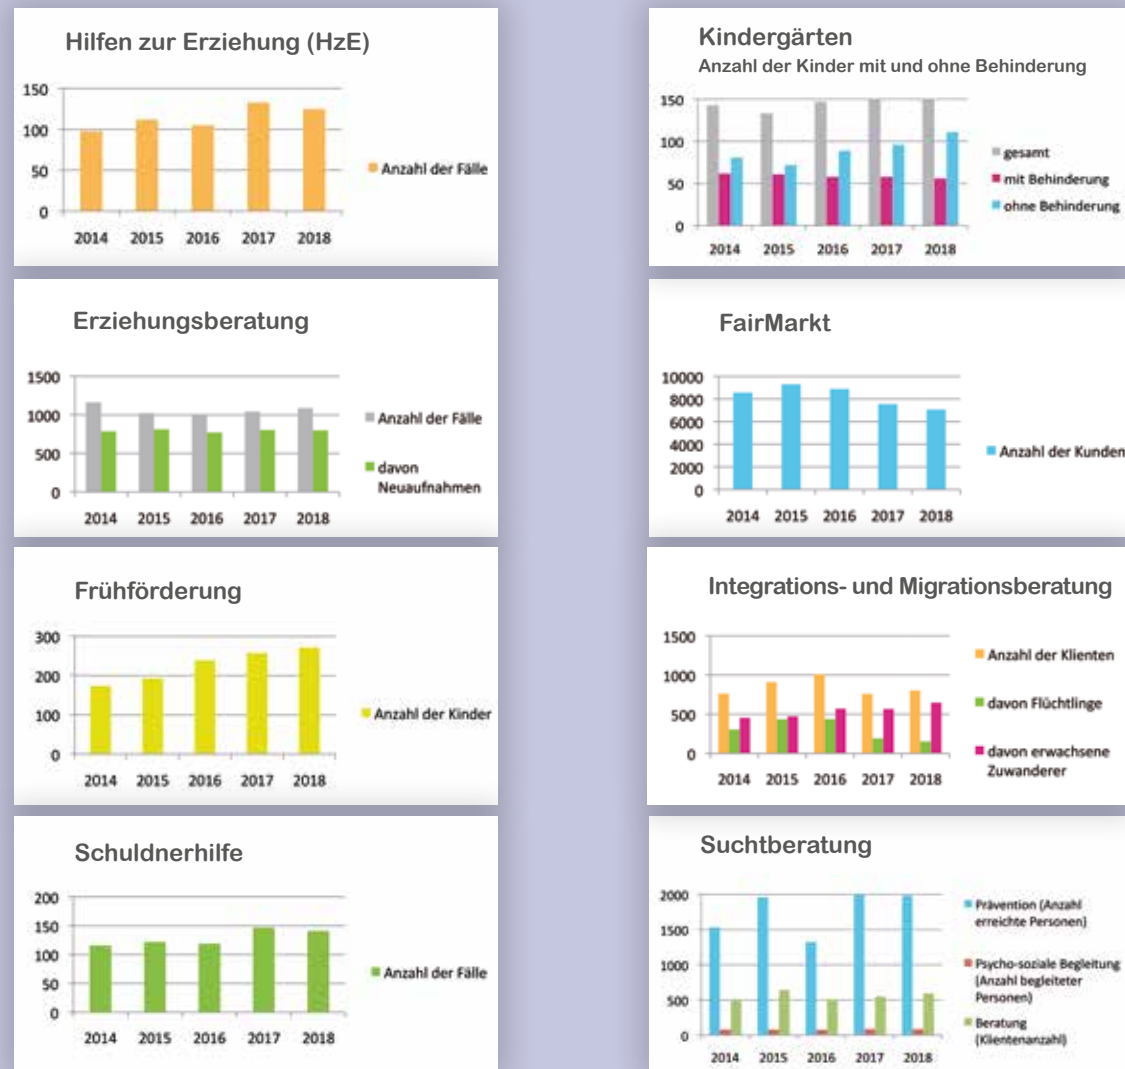 Hilfen zur Erziehung (HzE)
150
100
50
0
2014 2015 2016 2017 2018
Anzahl der Fälle
Kindergärten
Anzahl der Kinder mit und ohne Behinderung
150
100
50
0
2014 2015 2016 2017 2018
gesamt
mit Behinderung
ohne Behinderung
Erziehungsberatung
1500
1000
500
0
2014 2015 2016 2017 2018
Anzahl der Fälle
davon
Neuaufnahmen
FairMarkt
10000
8000
6000
4000
2000
0
2014 2015 2016 2017 2018
Anzahl der Kunden
Frühförderung
300
200
100
0
2014 2015 2016 2017 2018
Anzahl der Kinder
Integrations- und Migrationsberatung
1500
1000
500
0
2014 2015 2016 2017 2018
Anzahl der Klienten
davon Flüchtlinge
davon erwachsene
Zuwanderer
Schuldnerhilfe
200
150
100
50
0
2014 2015 2016 2017 2018
Anzahl der Fälle
Suchtberatung
2000
1500
1000
500
0
2014 2015 2016 2017 2018
Prävention (Anzahl
erreichte Personen)
Psycho-soziale Begleitung
(Anzahl begleiteter
Personen)
Beratung
(Klientenanzahl)